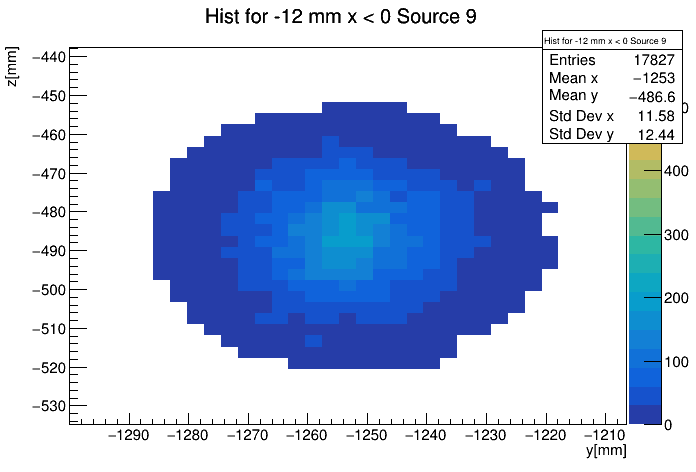 Hist for -12 mm x < 0 Source 9
Hist for -12 mm x < 0 Source 9
Entries 17827
Mean x −1253
Mean y −486.6
Std Dev x 11.58
Std Dev y 12.44
z[mm]
−440
−450
−460
−470
−480
−490
−500
−510
−520
−530
−1290
−1280
−1270
−1260
−1250
−1240
−1230
−1220
−1210
y[mm]
400
300
200
100
0